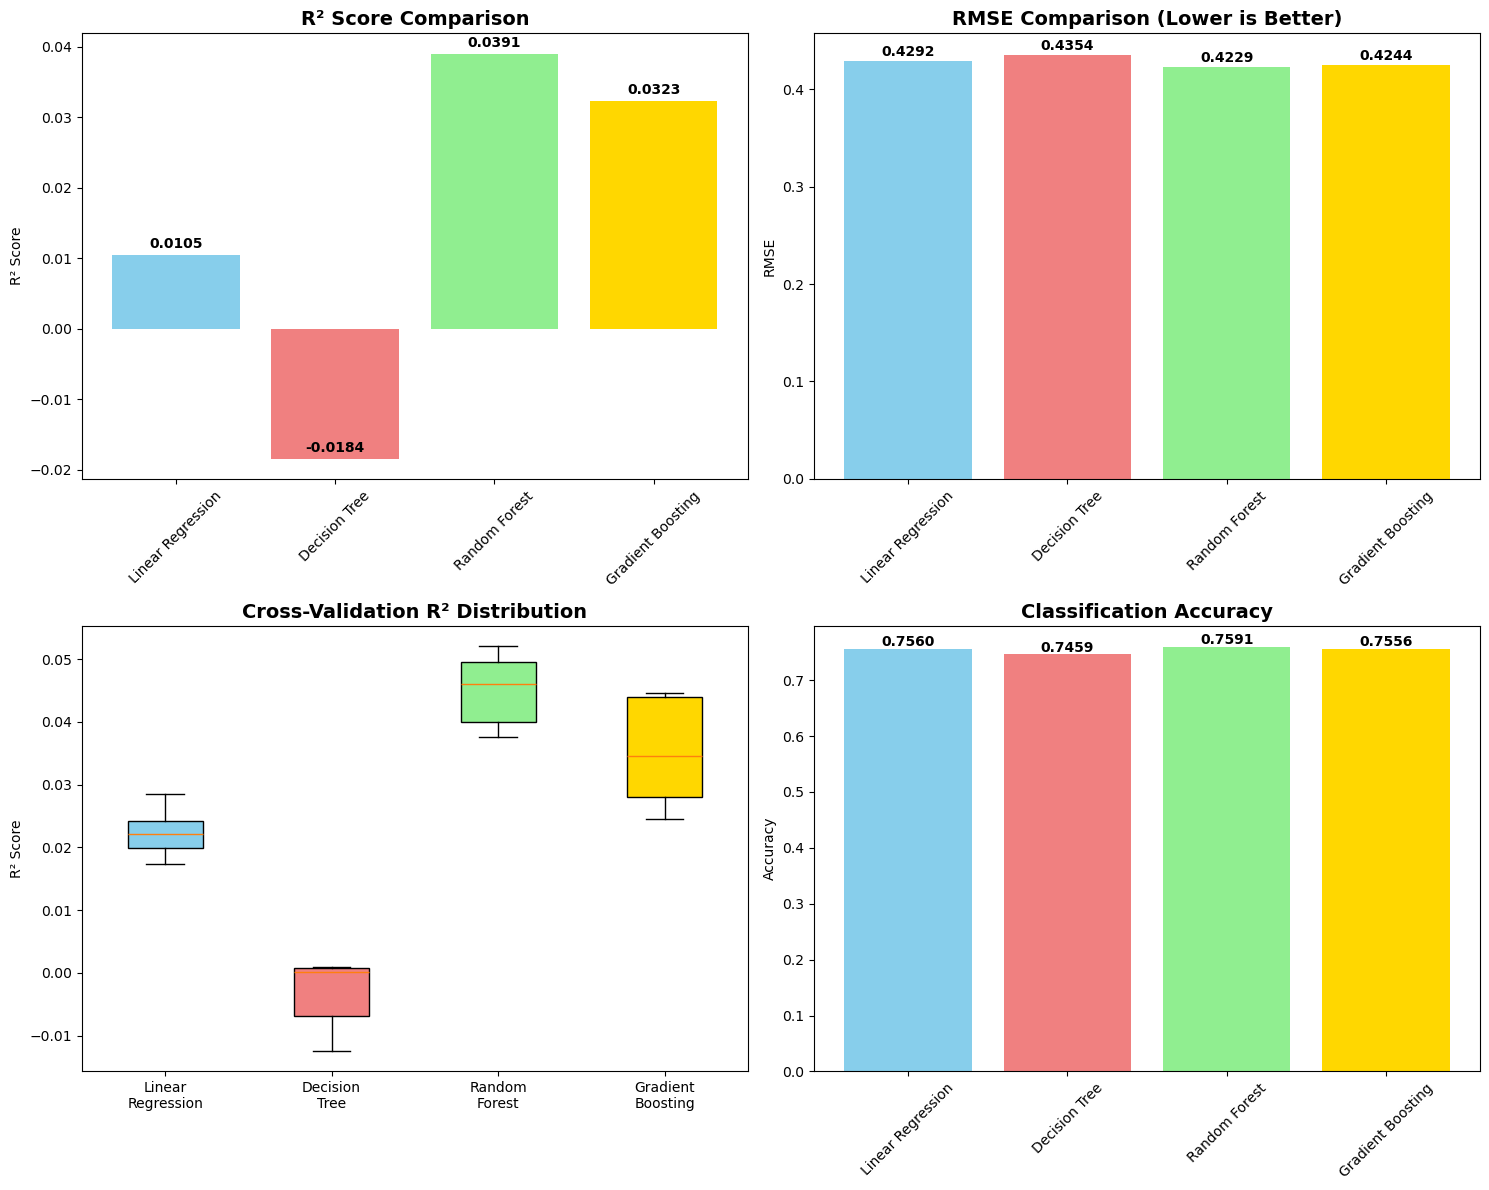 R² Score Comparison
R² Score
0.04
0.03
0.02
0.01
0.00
−0.01
−0.02
0.0105
-0.0184
0.0391
0.0323
Linear Regression
Decision Tree
Random Forest
Gradient Boosting
RMSE Comparison (Lower is Better)
RMSE
0.4
0.3
0.2
0.1
0.0
0.4292
0.4354
0.4229
0.4244
Linear Regression
Decision Tree
Random Forest
Gradient Boosting
Cross-Validation R² Distribution
R² Score
0.05
0.04
0.03
0.02
0.01
0.00
−0.01
Linear
Regression
Decision
Tree
Random
Forest
Gradient
Boosting
Classification Accuracy
Accuracy
0.7
0.6
0.5
0.4
0.3
0.2
0.1
0.0
0.7560
0.7459
0.7591
0.7556
Linear Regression
Decision Tree
Random Forest
Gradient Boosting